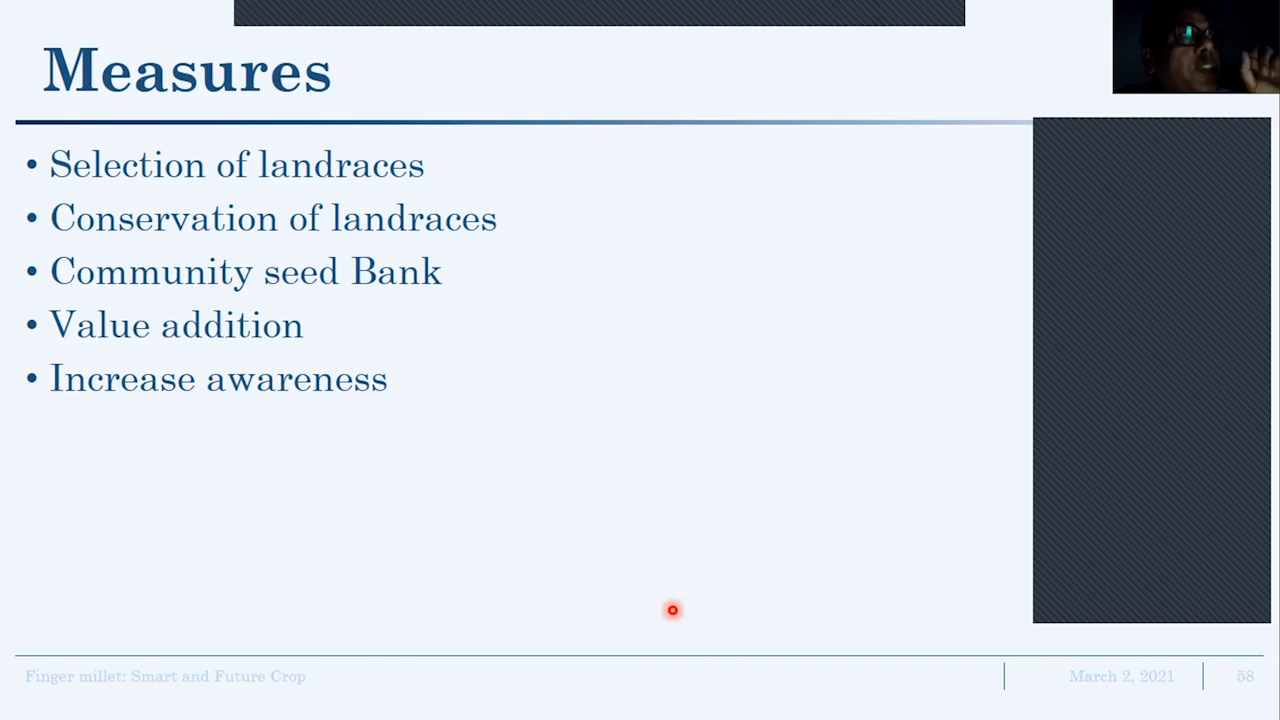 Measures
• Selection of landraces
• Conservation of landraces
• Community seed Bank
• Value addition
• Increase awareness
Finger millet: Smart and Future Crop
March 2, 2021
58